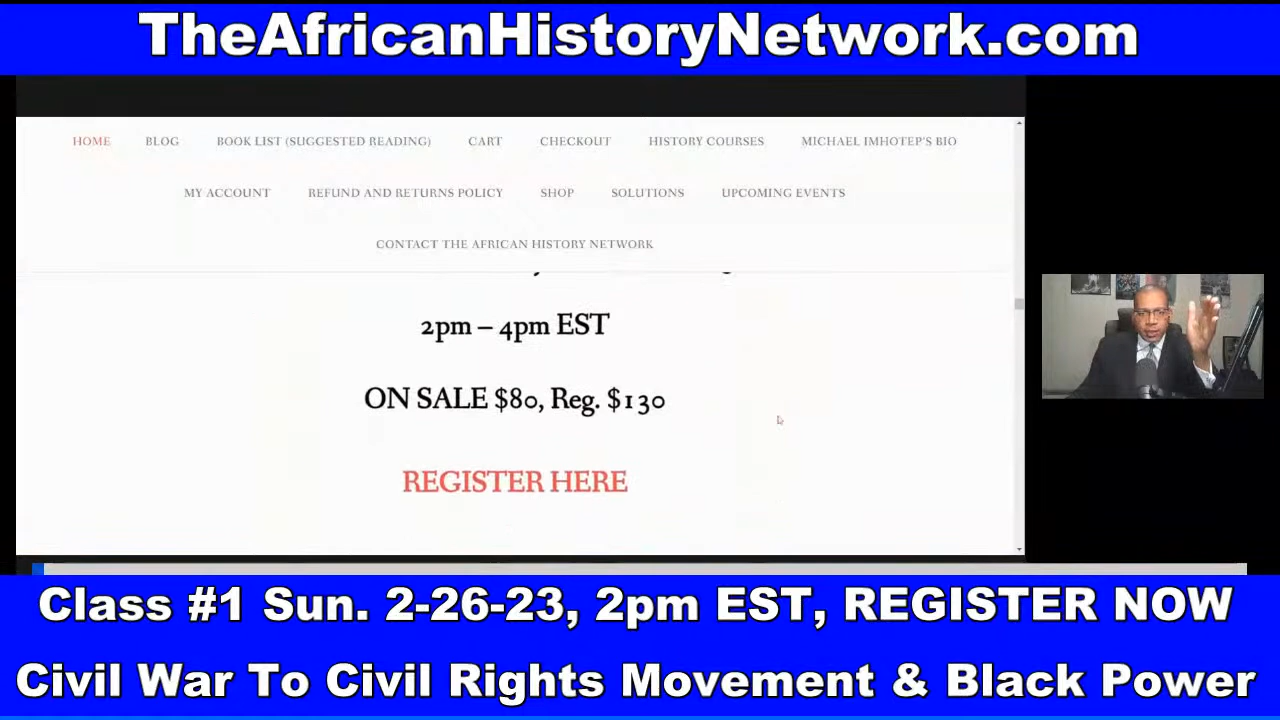 TheAfricanHistoryNetwork.com
HOME BLOG BOOK LIST (SUGGESTED READING) CART CHECKOUT HISTORY COURSES MICHAEL IMHOTEP'S BIO
MY ACCOUNT REFUND AND RETURNS POLICY SHOP SOLUTIONS UPCOMING EVENTS
CONTACT THE AFRICAN HISTORY NETWORK
2pm – 4pm EST
ON SALE $80, Reg. $130
REGISTER HERE
Class #1 Sun. 2-26-23, 2pm EST, REGISTER NOW
Civil War To Civil Rights Movement & Black Power